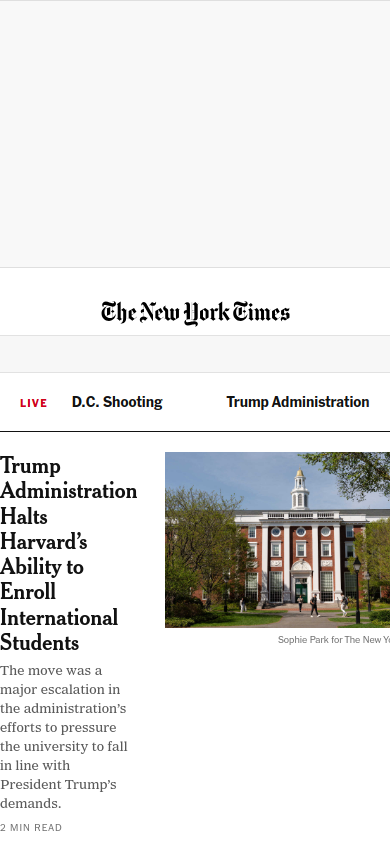 The New York Times
LIVE D.C. Shooting Trump Administration
Trump
Administration
Halts
Harvard’s
Ability to
Enroll
International
Students
Sophie Park for The New Yo
The move was a
major escalation in
the administration’s
efforts to pressure
the university to fall
in line with
President Trump’s
demands.
2 MIN READ